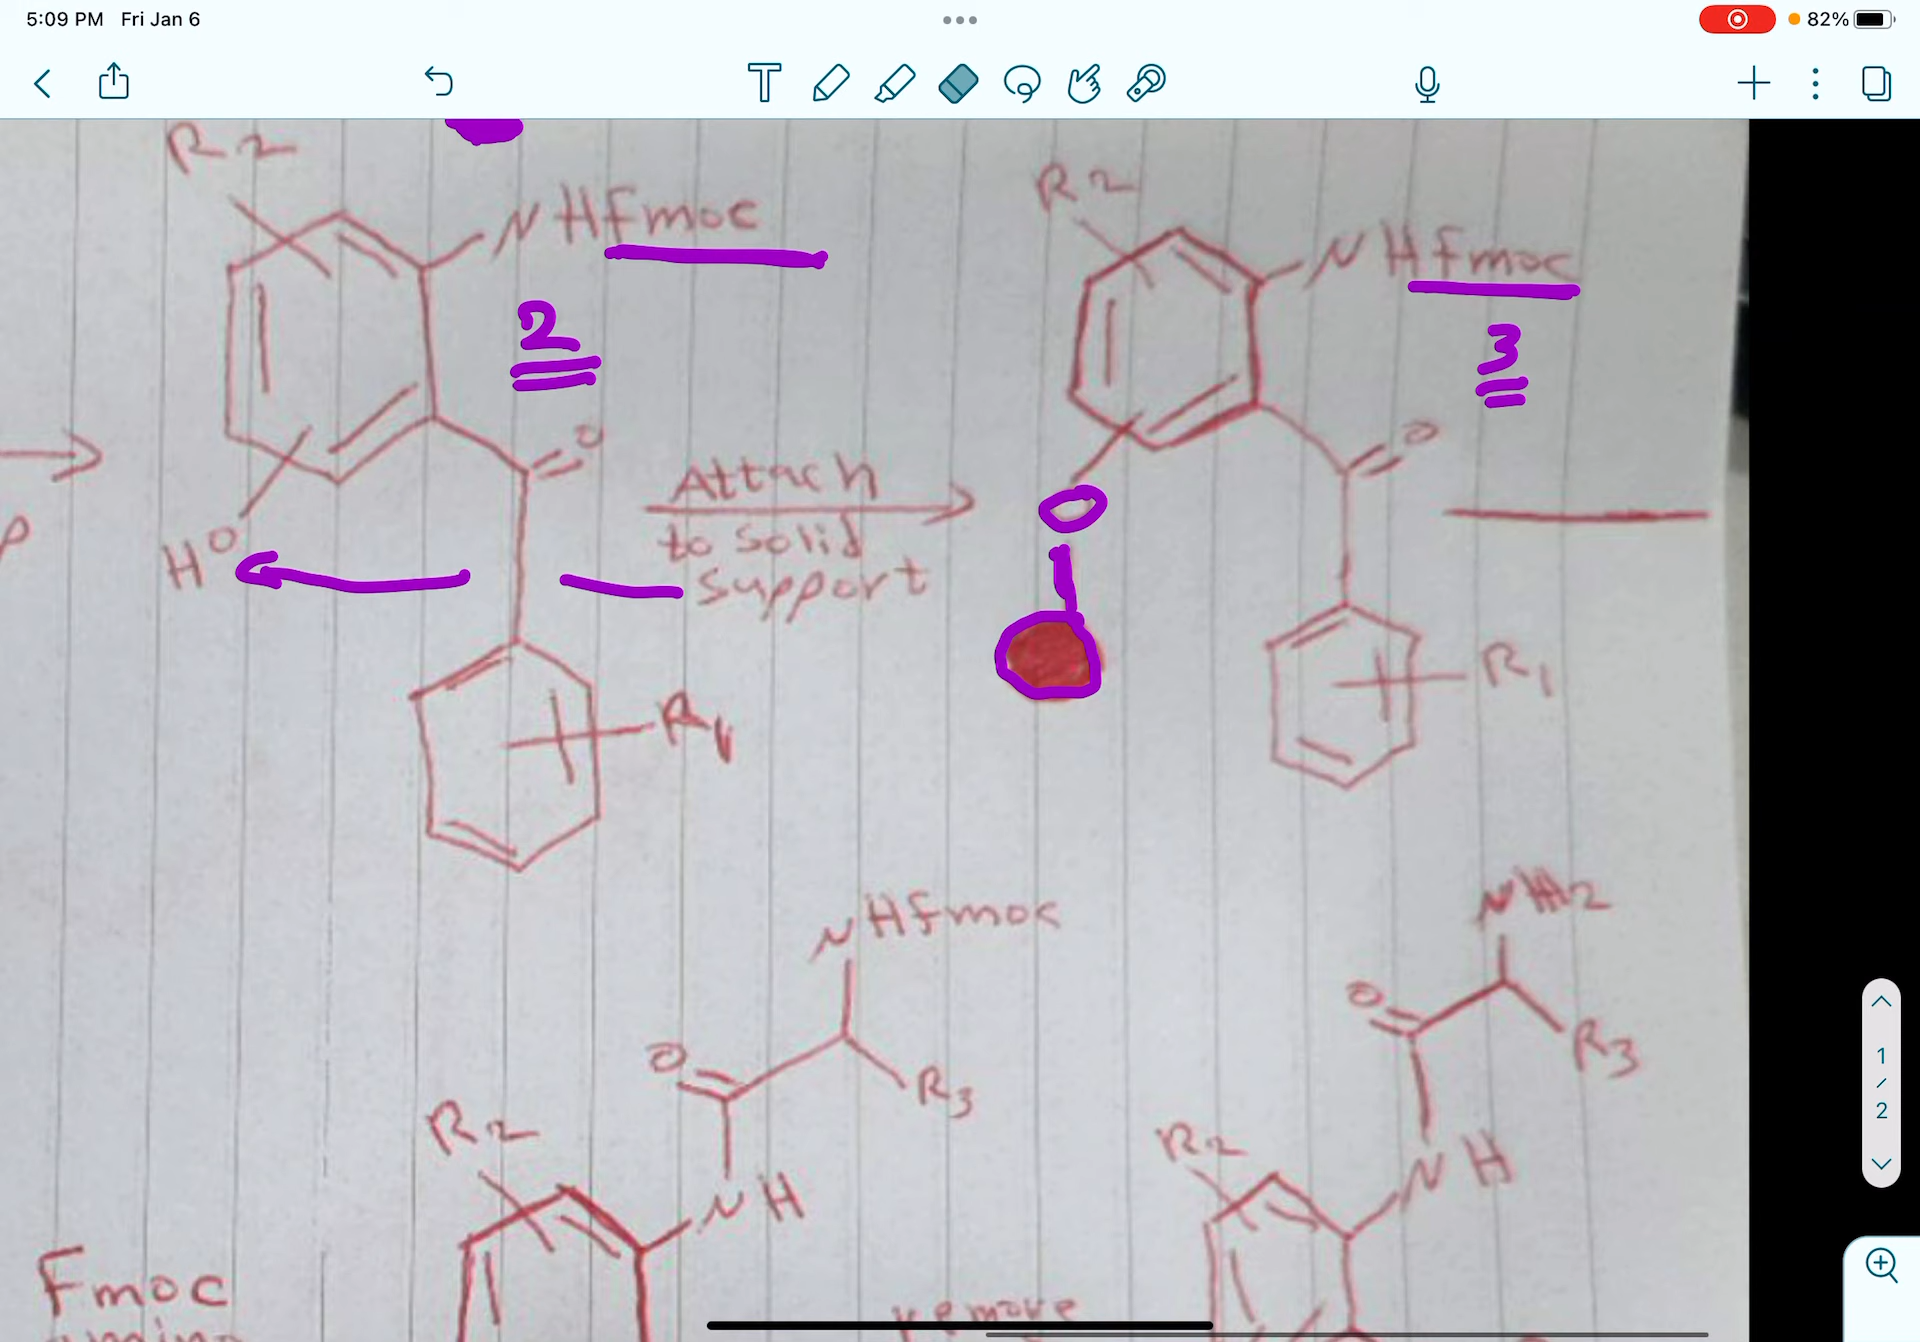 5:09 PM Fri Jan 6
82%
T
R2
NHfmoc
2
O
HO
R1
Attach
to Solid
Support
R2
NHfmoc
3
O
O
R1
NHfmoc
O
R3
R2
NH
NH2
O
R3
R2
NH
Fmoc
amino
remove
1
/
2